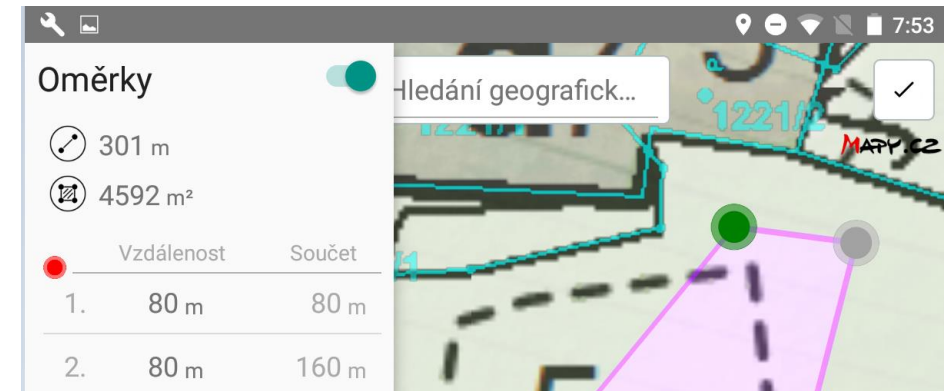 7:53
Oměrky
Hledání geografick...
301 m
4592 m²
1221/2
MAPY.CZ
Vzdálenost Součet
1. 80 m 80 m
2. 80 m 160 m